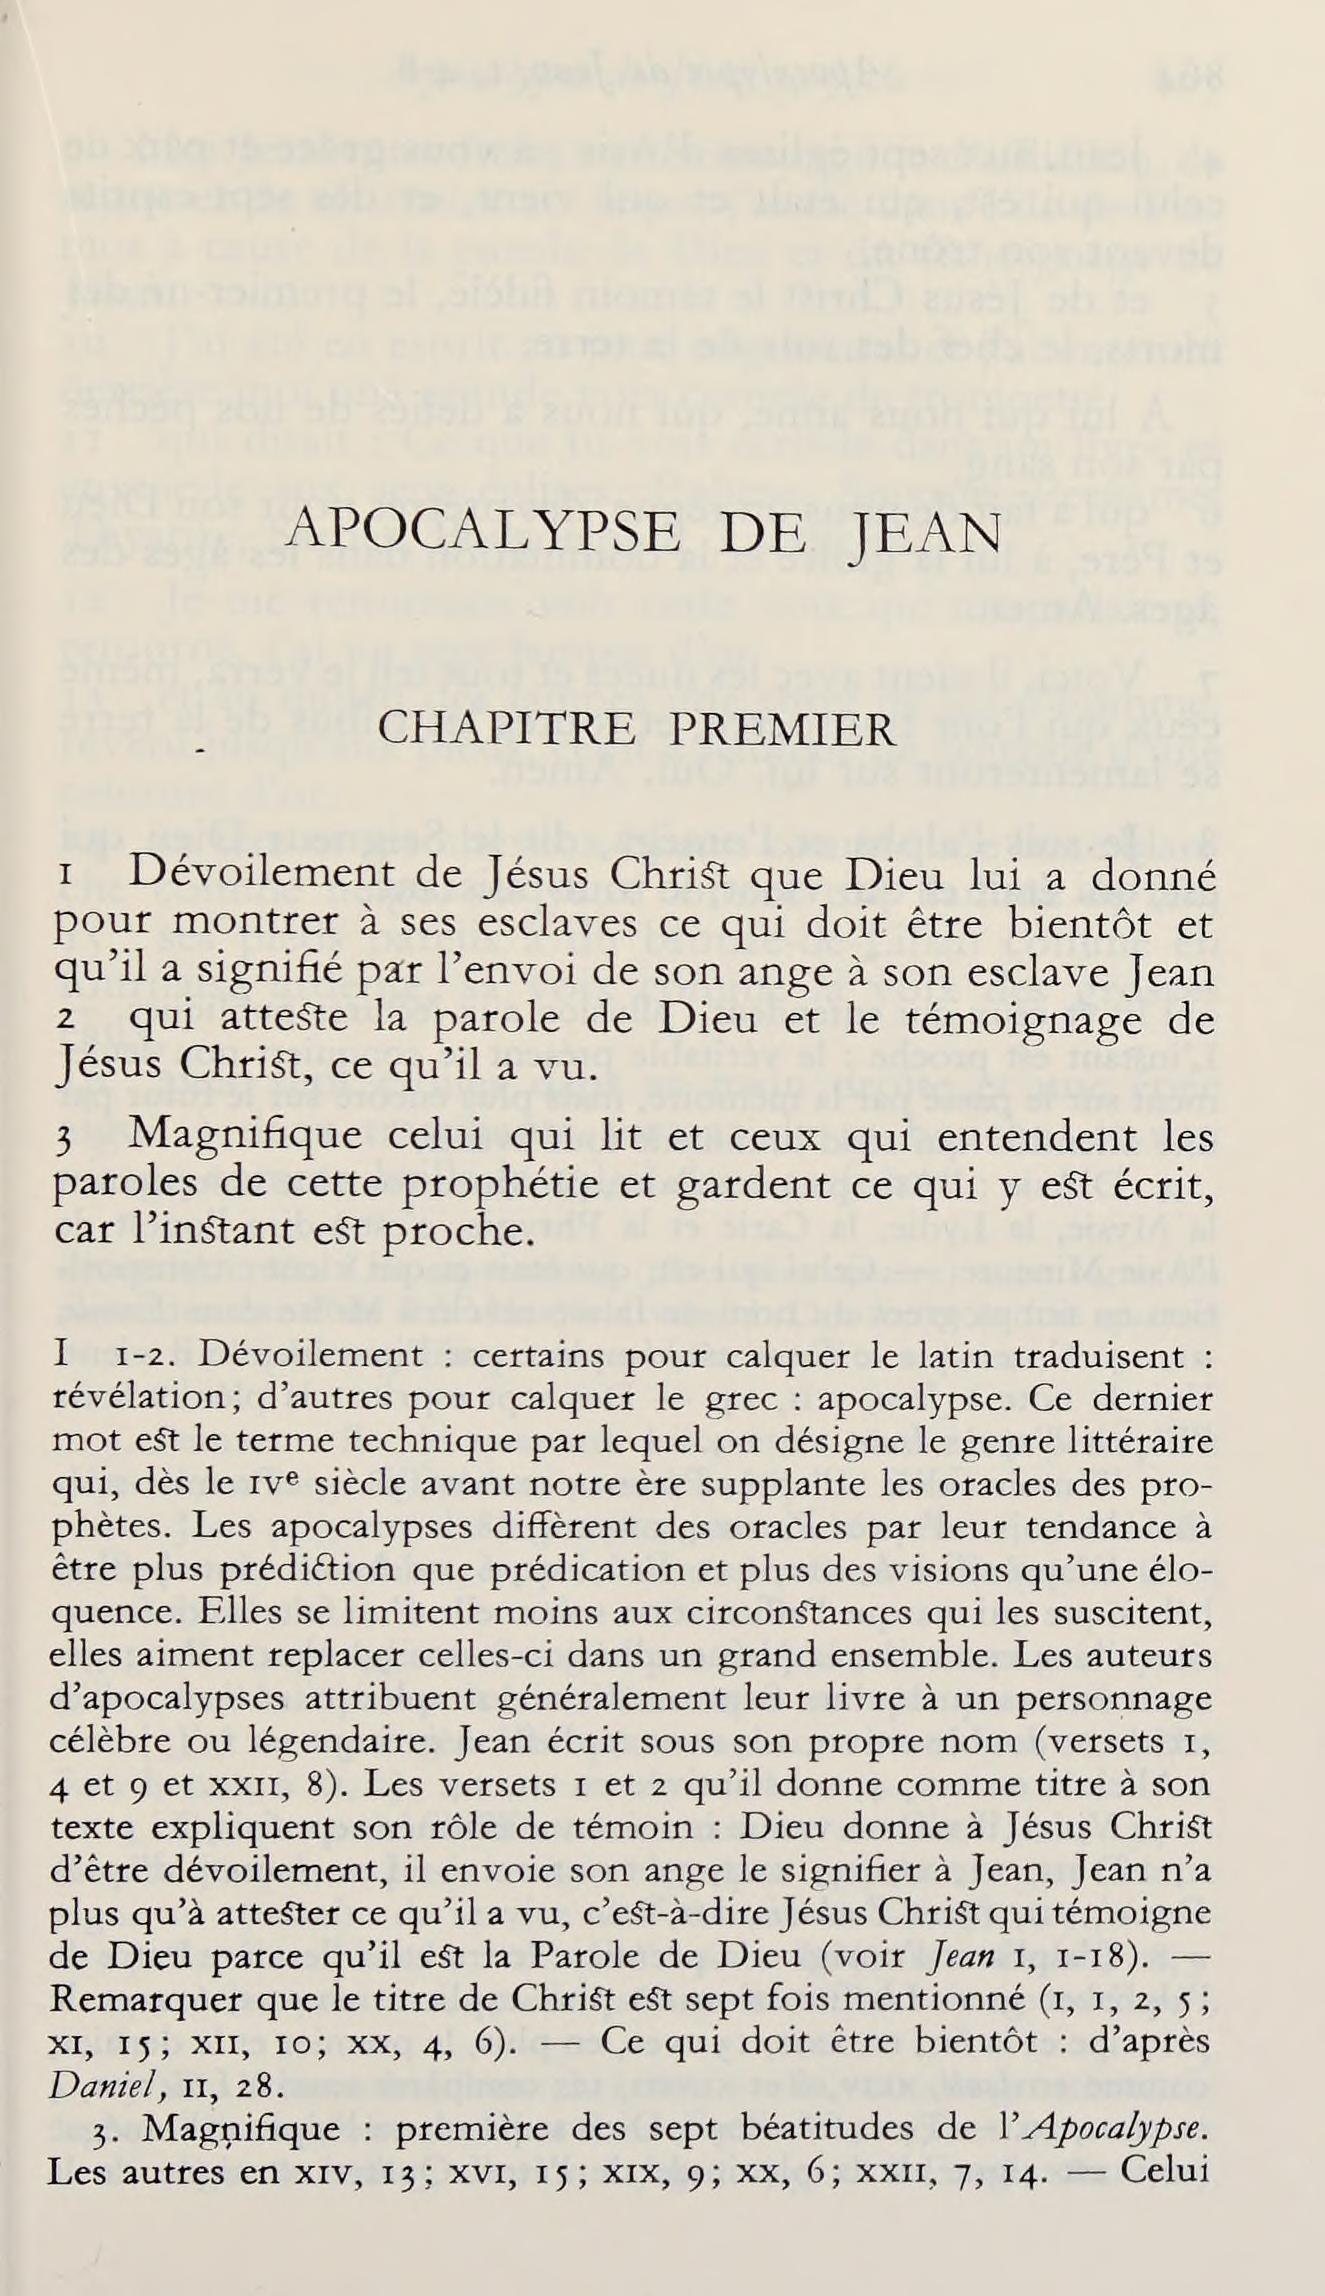 APOCALYPSE DE JEAN
CHAPITRE PREMIER
1 Dévoilement de Jésus Christ que Dieu lui a donné
pour montrer à ses esclaves ce qui doit être bientôt et
qu’il a signifié par l’envoi de son ange à son esclave Jean
2 qui atteste la parole de Dieu et le témoignage de
Jésus Christ, ce qu’il a vu.
3 Magnifique celui qui lit et ceux qui entendent les
paroles de cette prophétie et gardent ce qui y est écrit,
car l’instant est proche.
I 1-2. Dévoilement : certains pour calquer le latin traduisent :
révélation; d’autres pour calquer le grec : apocalypse. Ce dernier
mot est le terme technique par lequel on désigne le genre littéraire
qui, dès le IVe siècle avant notre ère supplante les oracles des pro-
phètes. Les apocalypses diffèrent des oracles par leur tendance à
être plus prédiction que prédication et plus des visions qu’une élo-
quence. Elles se limitent moins aux circonstances qui les suscitent,
elles aiment replacer celles-ci dans un grand ensemble. Les auteurs
d’apocalypses attribuent généralement leur livre à un personnage
célèbre ou légendaire. Jean écrit sous son propre nom (versets 1,
4 et 9 et XXII, 8). Les versets 1 et 2 qu’il donne comme titre à son
texte expliquent son rôle de témoin : Dieu donne à Jésus Christ
d’être dévoilement, il envoie son ange le signifier à Jean, Jean n’a
plus qu’à attester ce qu’il a vu, c’est-à-dire Jésus Christ qui témoigne
de Dieu parce qu’il est la Parole de Dieu (voir Jean I, 1-18). —
Remarquer que le titre de Christ est sept fois mentionné (I, 1, 2, 5 ;
XI, 15 ; XII, 10; XX, 4, 6). — Ce qui doit être bientôt : d’après
Daniel, II, 28.
3. Magnifique : première des sept béatitudes de l’Apocalypse.
Les autres en XIV, 13 ; XVI, 15 ; XIX, 9; XX, 6; XXII, 7, 14. — Celui